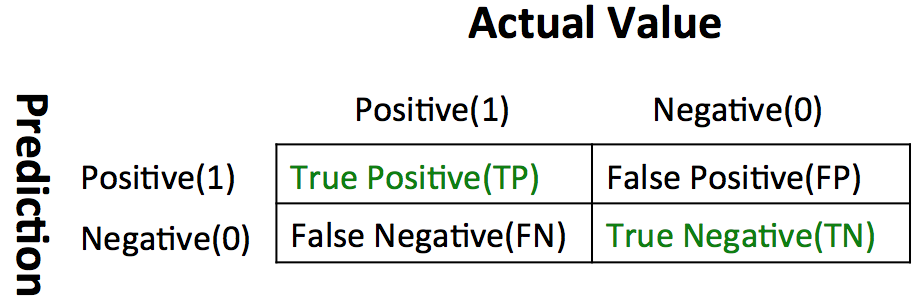 Actual Value
Prediction
Positive(1) Negative(0)
Positive(1) True Positive(TP) False Positive(FP)
Negative(0) False Negative(FN) True Negative(TN)